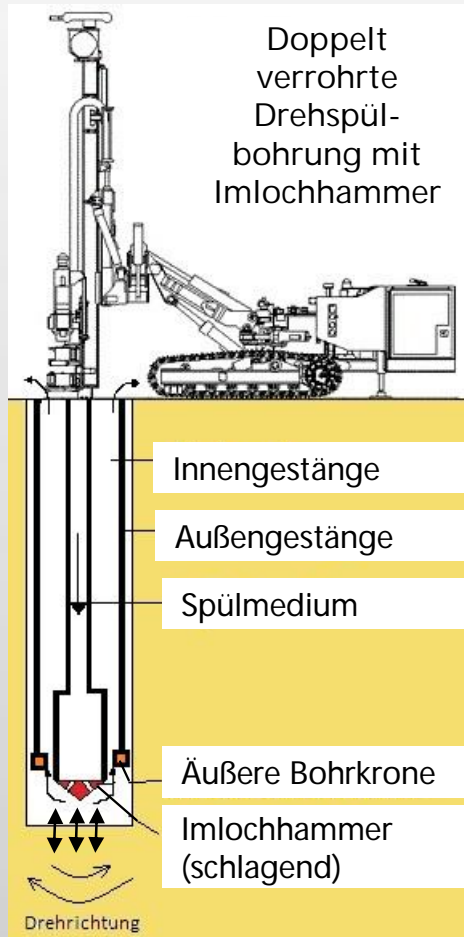 Doppelt
verrohrte
Drehspül-
bohrung mit
Imlochhammer
Innengestänge
Außengestänge
Spülmedium
Äußere Bohrkrone
Imlochhammer
(schlagend)
Drehrichtung